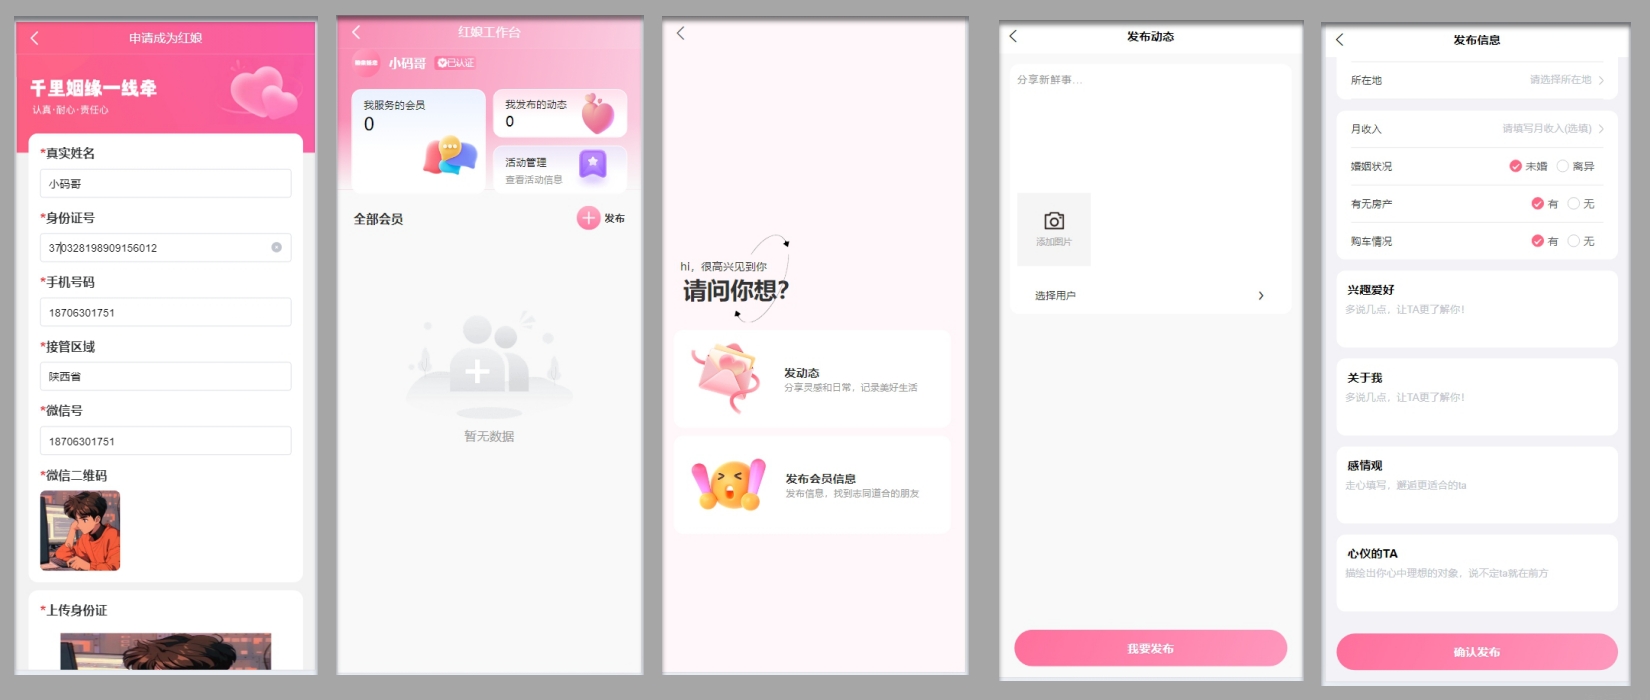 申请成为红娘
千里姻缘一线牵
认真·耐心·责任心
*真实姓名
小码哥
*身份证号
370328198909156012
*手机号码
18706301751
*接管区域
陕西省
*微信号
18706301751
*微信二维码
*上传身份证
红娘工作台
小码哥 已认证
我服务的会员
0
我发布的动态
0
活动管理
查看活动信息
全部会员
发布
暂无数据
hi，很高兴见到你
请问你想?
发动态
分享灵感和日常，记录美好生活
发布会员信息
发布信息，找到志同道合的朋友
发布动态
分享新鲜事...
添加图片
选择用户
我要发布
发布信息
所在地 请选择所在地
月收入 请填写月收入(选填)
婚姻状况 未婚 离异
有无房产 有 无
购车情况 有 无
兴趣爱好
多说几点，让TA更了解你!
关于我
多说几点，让TA更了解你!
感情观
走心填写，邂逅更适合的ta
心仪的TA
描绘出你心中理想的对象，说不定ta就在前方
确认发布